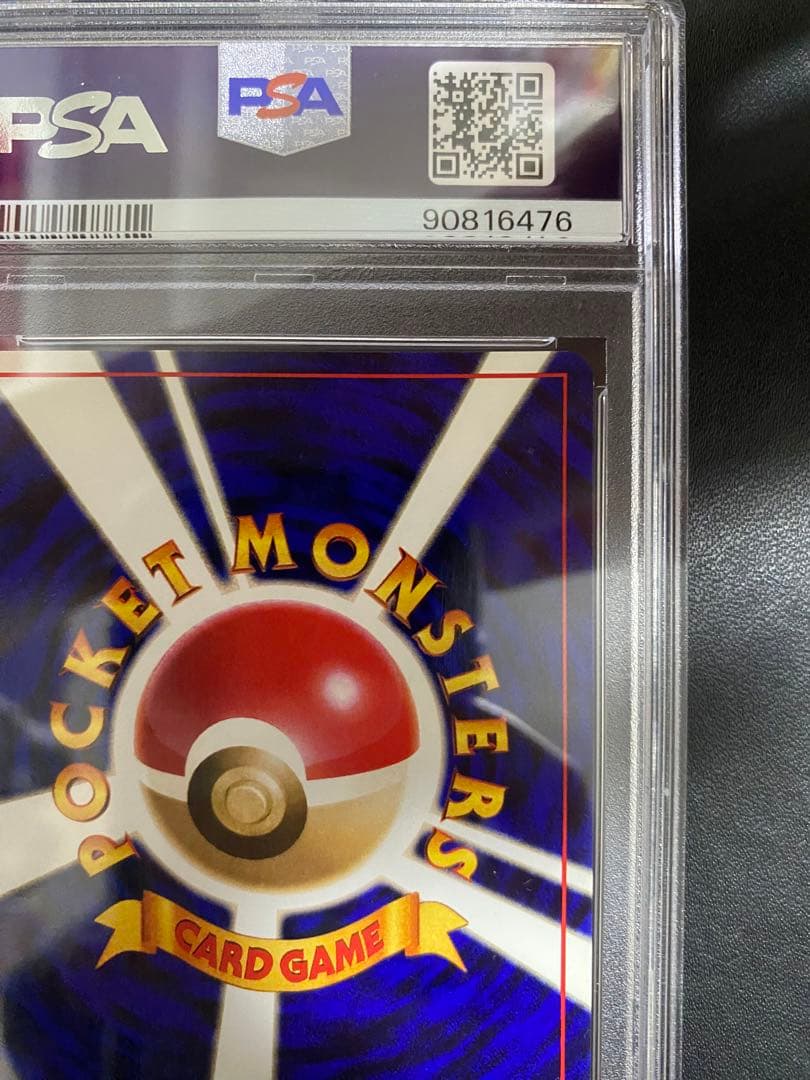 PSA
PSA
90816476
POCKET MONSTERS
CARD GAME